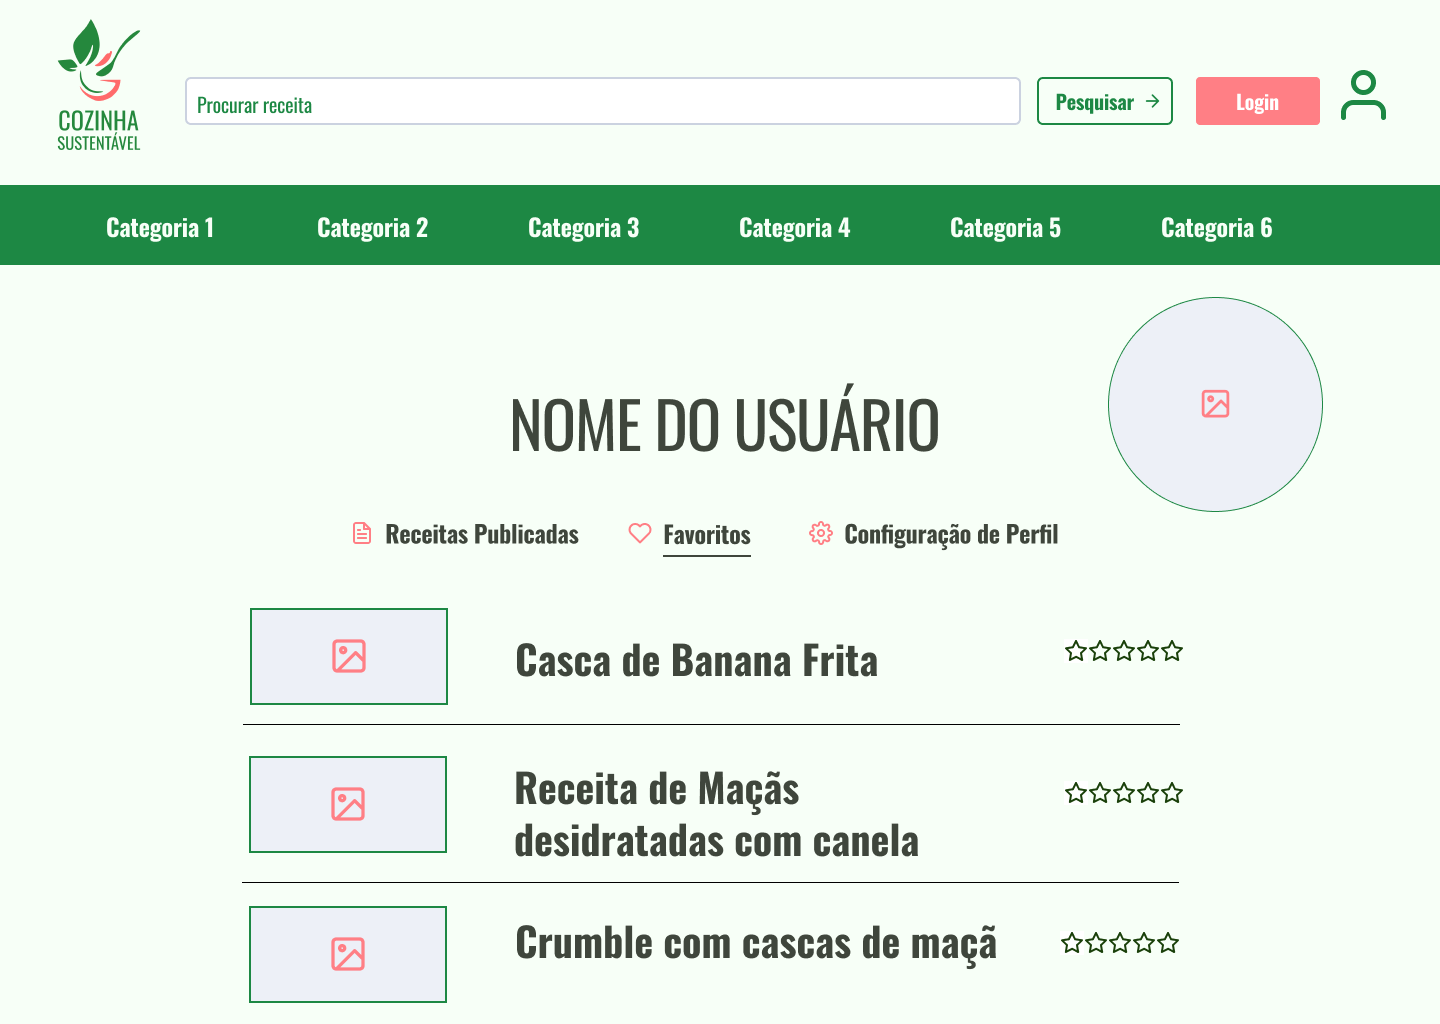 COZINHA
SUSTENTÁVEL
Procurar receita
Pesquisar
Login
Categoria 1
Categoria 2
Categoria 3
Categoria 4
Categoria 5
Categoria 6
NOME DO USUÁRIO
Receitas Publicadas
Favoritos
Configuração de Perfil
Casca de Banana Frita
Receita de Maçãs
desidratadas com canela
Crumble com cascas de maçã